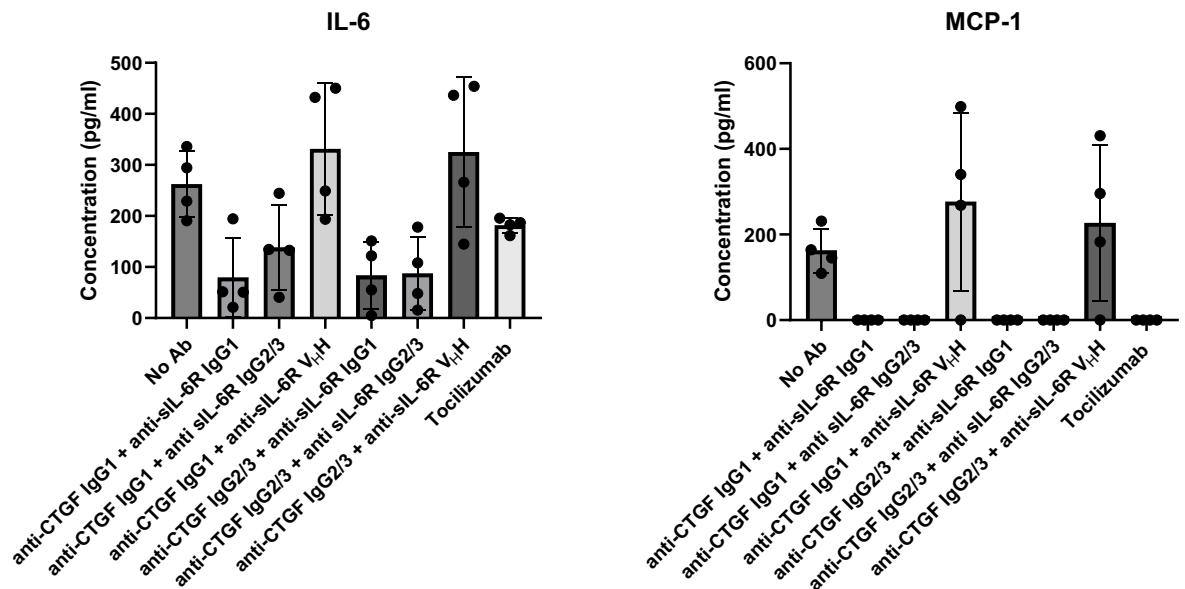 IL-6
Concentration (pg/ml)
500
400
300
200
100
0
No Ab
anti-CTGF IgG1 + anti-sIL-6R IgG1
anti-CTGF IgG1 + anti sIL-6R IgG2/3
anti-CTGF IgG1 + anti-sIL-6R VHH
anti-CTGF IgG2/3 + anti-sIL-6R IgG1
anti-CTGF IgG2/3 + anti sIL-6R IgG2/3
anti-CTGF IgG2/3 + anti-sIL-6R VHH
Tocilizumab
MCP-1
Concentration (pg/ml)
600
400
200
0
No Ab
anti-CTGF IgG1 + anti-sIL-6R IgG1
anti-CTGF IgG1 + anti sIL-6R IgG2/3
anti-CTGF IgG1 + anti-sIL-6R VHH
anti-CTGF IgG2/3 + anti-sIL-6R IgG1
anti-CTGF IgG2/3 + anti sIL-6R IgG2/3
anti-CTGF IgG2/3 + anti-sIL-6R VHH
Tocilizumab